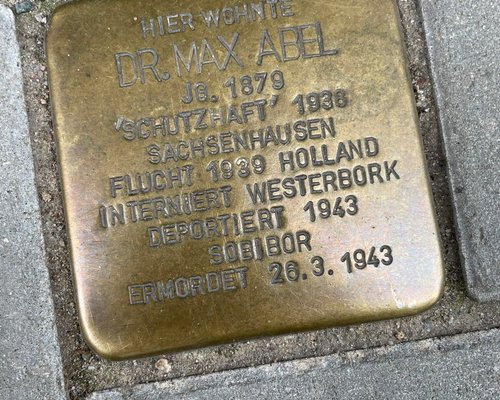 HIER WOHNTE
DR. MAX ABEL
JG. 1879
'SCHUTZHAFT' 1938
SACHSENHAUSEN
FLUCHT 1939 HOLLAND
INTERNIERT WESTERBORK
DEPORTIERT 1943
SOBIBOR
ERMORDET 26.3.1943